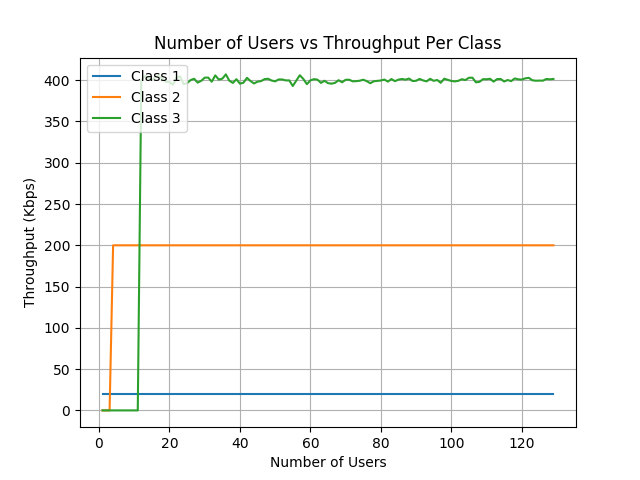 Number of Users vs Throughput Per Class
Class 1
Class 2
Class 3
Throughput (Kbps)
400
350
300
250
200
150
100
50
0
0 20 40 60 80 100 120
Number of Users